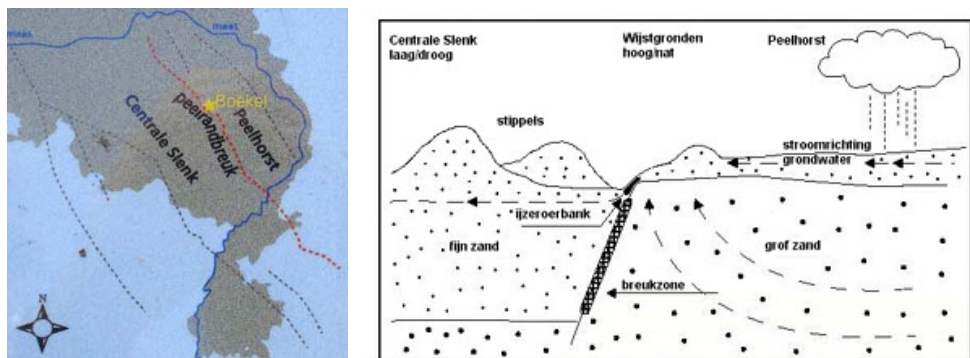 maas
maas
Boekel
Centrale Slenk
peelrandbreuk
Peelhorst
N
Centrale Slenk
laag/droog
Wijstgronden
hoog/nat
Peelhorst
stippels
stroomrichting
grondwater
ijzeroerbank
fijn zand
grof zand
breukzone